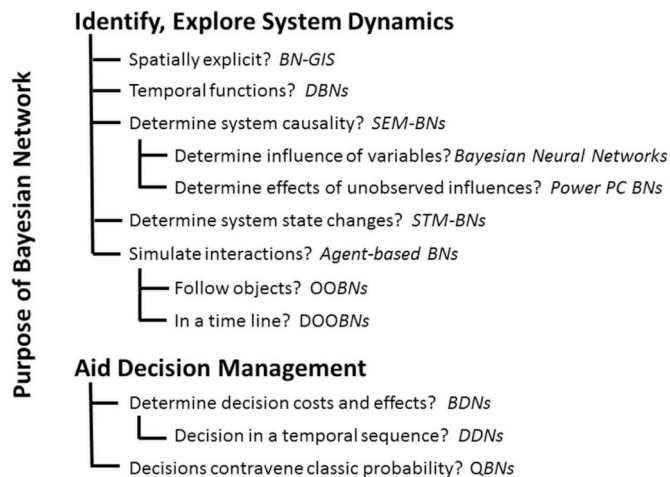 Purpose of Bayesian Network
Identify, Explore System Dynamics
Spatially explicit? BN-GIS
Temporal functions? DBNs
Determine system causality? SEM-BNs
Determine influence of variables? Bayesian Neural Networks
Determine effects of unobserved influences? Power PC BNs
Determine system state changes? STM-BNs
Simulate interactions? Agent-based BNs
Follow objects? OOBNs
In a time line? DOOBNs
Aid Decision Management
Determine decision costs and effects? BDNs
Decision in a temporal sequence? DDNs
Decisions contravene classic probability? QBNs